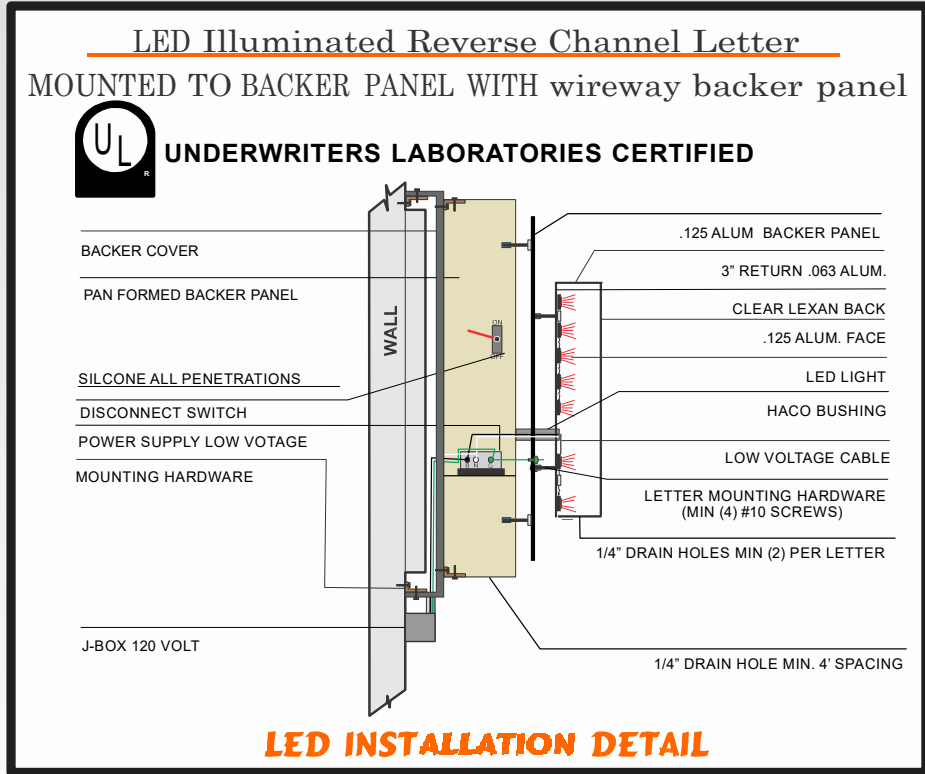 LED Illuminated Reverse Channel Letter
MOUNTED TO BACKER PANEL WITH wireway backer panel
UL
R
UNDERWRITERS LABORATORIES CERTIFIED
BACKER COVER
PAN FORMED BACKER PANEL
SILCONE ALL PENETRATIONS
DISCONNECT SWITCH
POWER SUPPLY LOW VOTAGE
MOUNTING HARDWARE
J-BOX 120 VOLT
WALL
ON
OFF
.125 ALUM BACKER PANEL
3” RETURN .063 ALUM.
CLEAR LEXAN BACK
.125 ALUM. FACE
LED LIGHT
HACO BUSHING
LOW VOLTAGE CABLE
LETTER MOUNTING HARDWARE
(MIN (4) #10 SCREWS)
1/4” DRAIN HOLES MIN (2) PER LETTER
1/4” DRAIN HOLE MIN. 4’ SPACING
LED INSTALLATION DETAIL